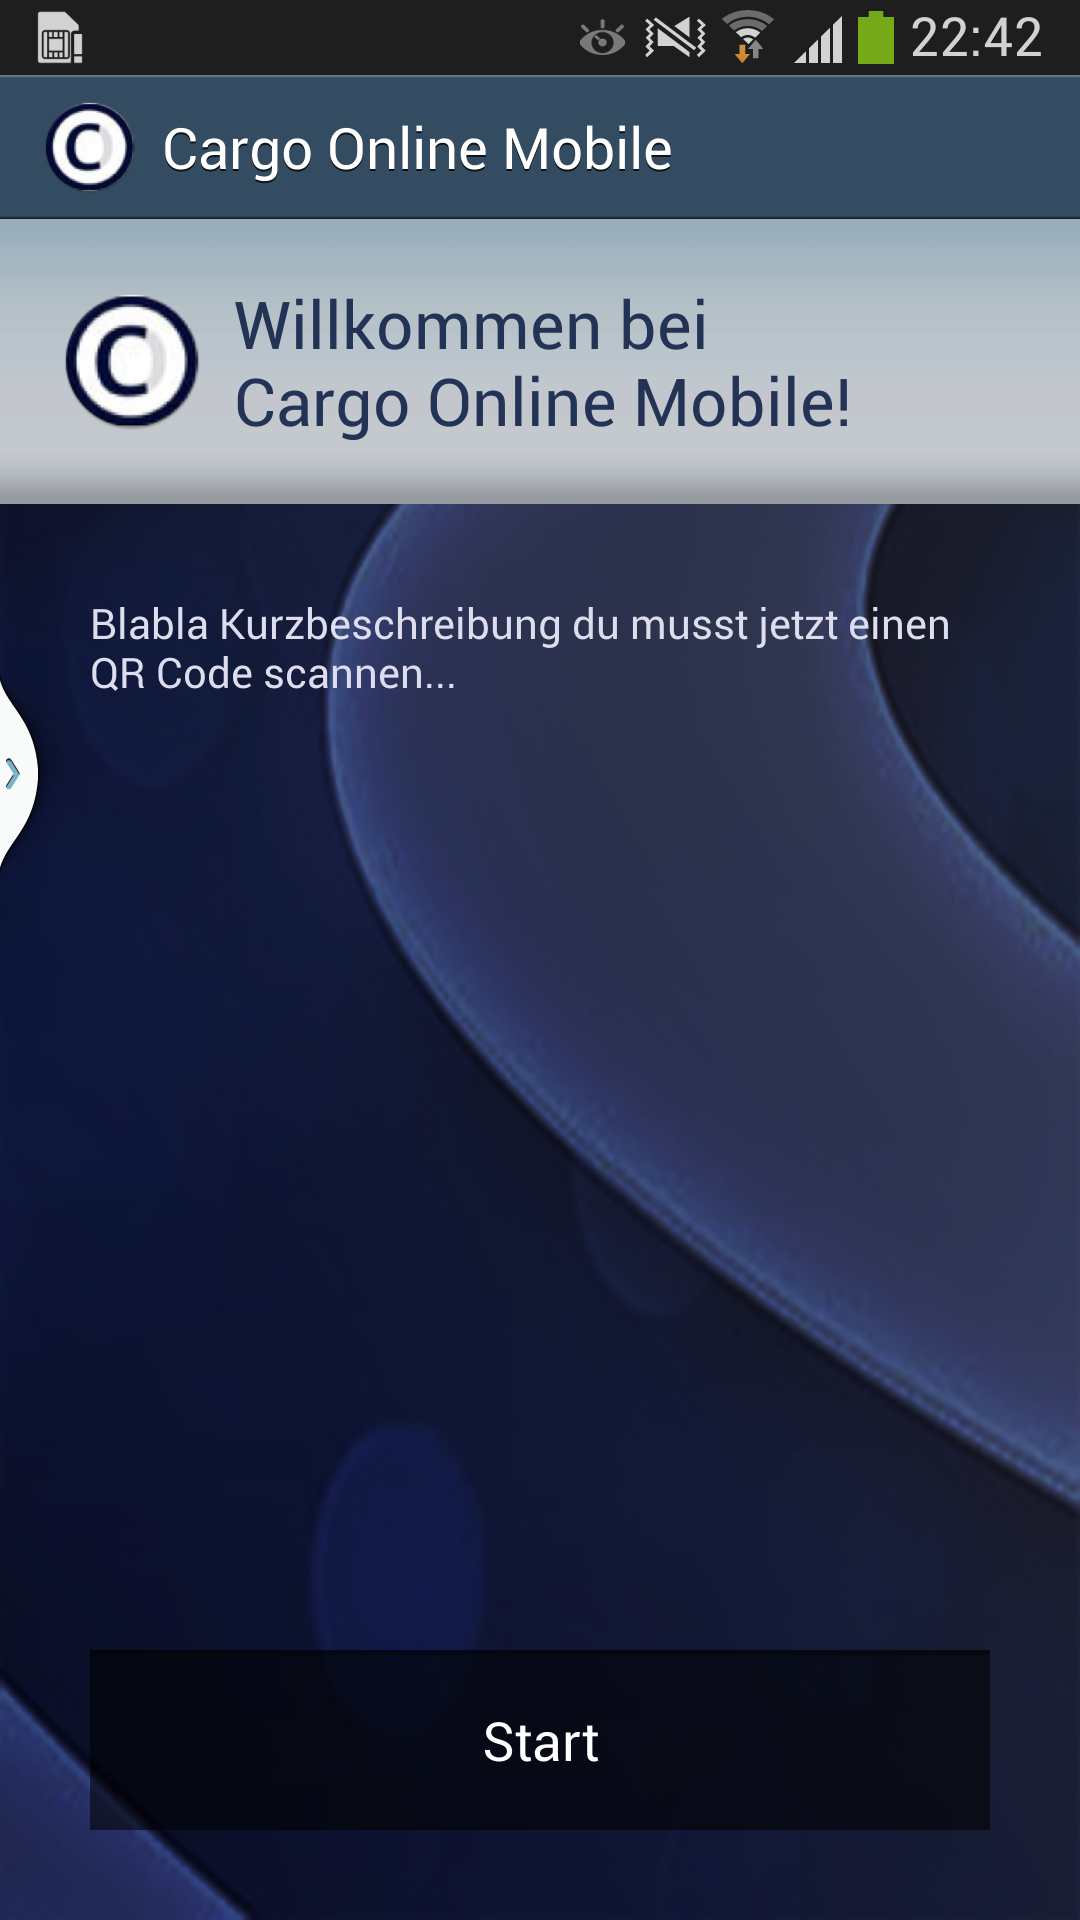 22:42
C Cargo Online Mobile
C Willkommen bei
Cargo Online Mobile!
Blabla Kurzbeschreibung du musst jetzt einen
QR Code scannen...
Start